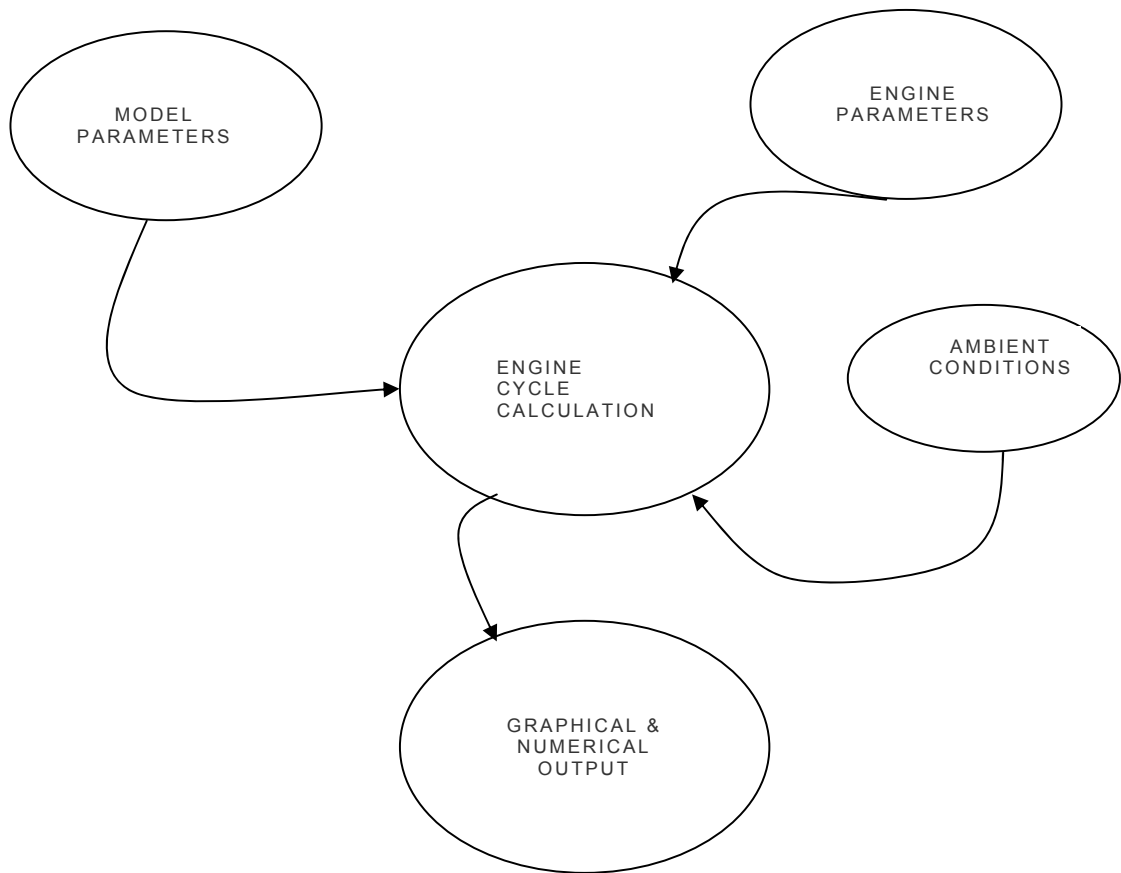 MODEL
PARAMETERS
ENGINE
PARAMETERS
AMBIENT
CONDITIONS
ENGINE
CYCLE
CALCULATION
GRAPHICAL &
NUMERICAL
OUTPUT